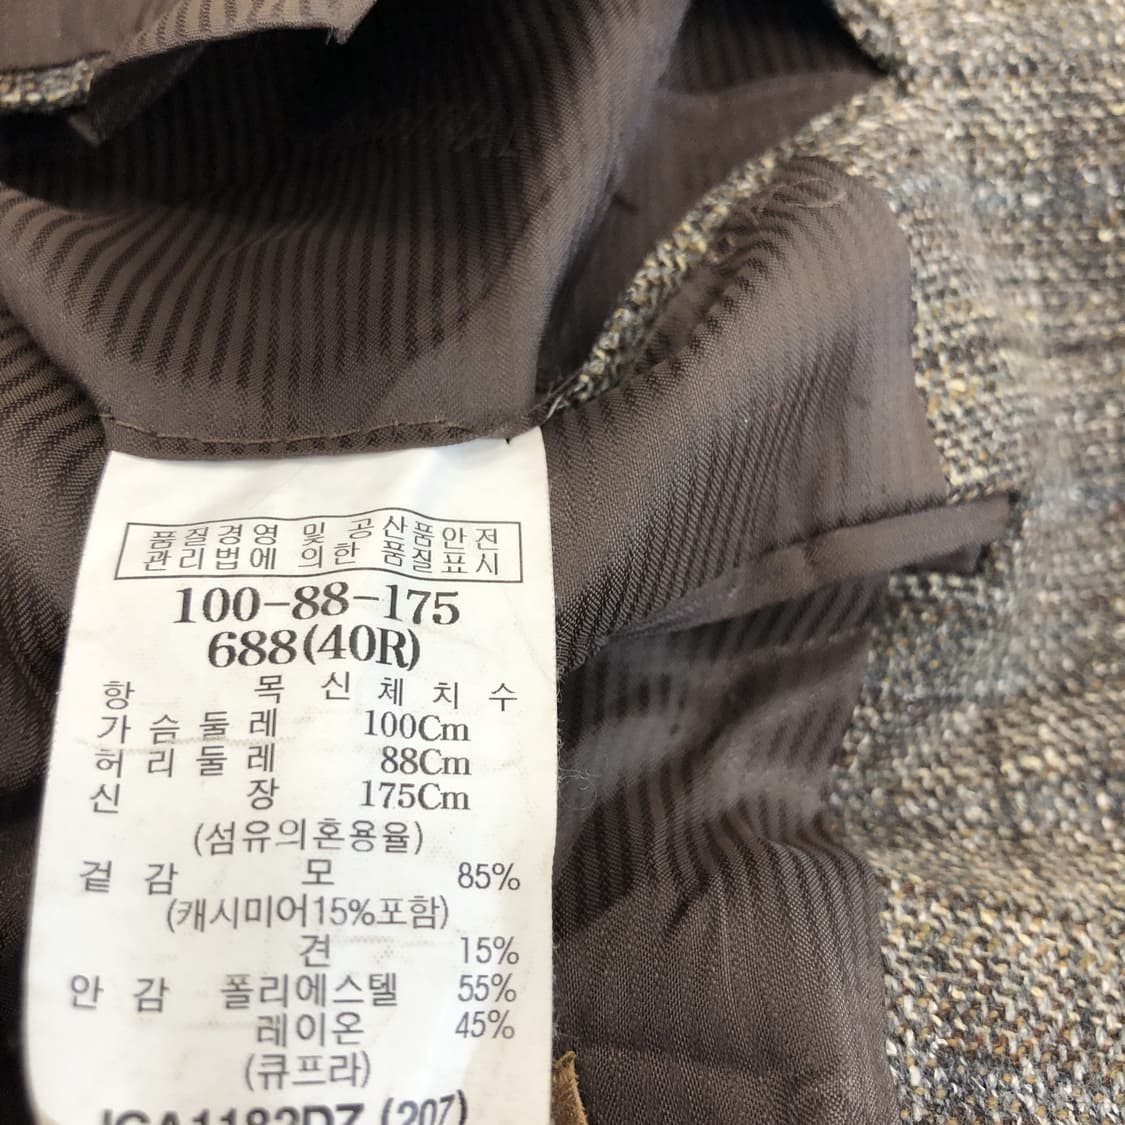 품질경영 및 공산품안전
관리법에 의한 품질표시
100-88-175
688(40R)
항 목 신체치수
가슴둘레 100Cm
허리둘레 88Cm
신 장 175Cm
(섬유의혼용율)
겉감 모 85%
(캐시미어15%포함)
견 15%
안감 폴리에스텔 55%
레이온 45%
(큐프라)
(207)